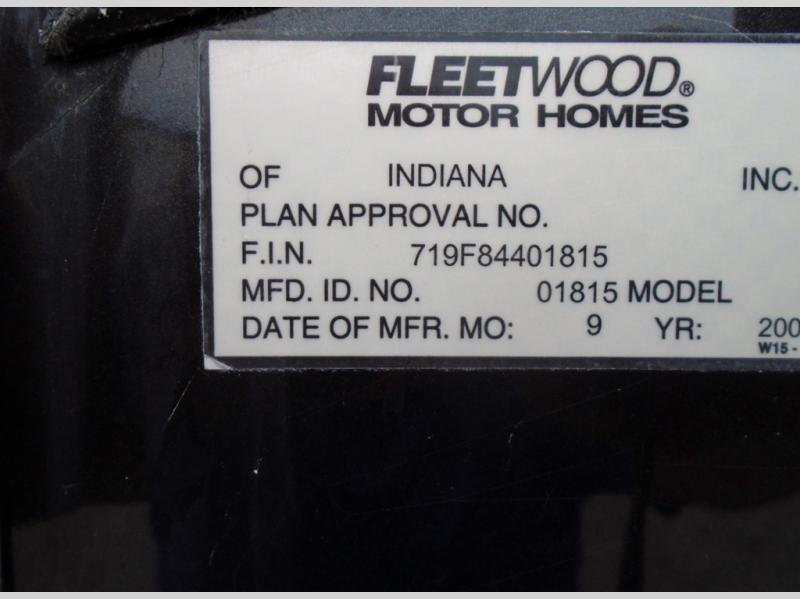 FLEETWOOD®
MOTOR HOMES
OF INDIANA INC.
PLAN APPROVAL NO.
F.I.N. 719F84401815
MFD. ID. NO. 01815 MODEL
DATE OF MFR. MO: 9 YR: 200
W15 -